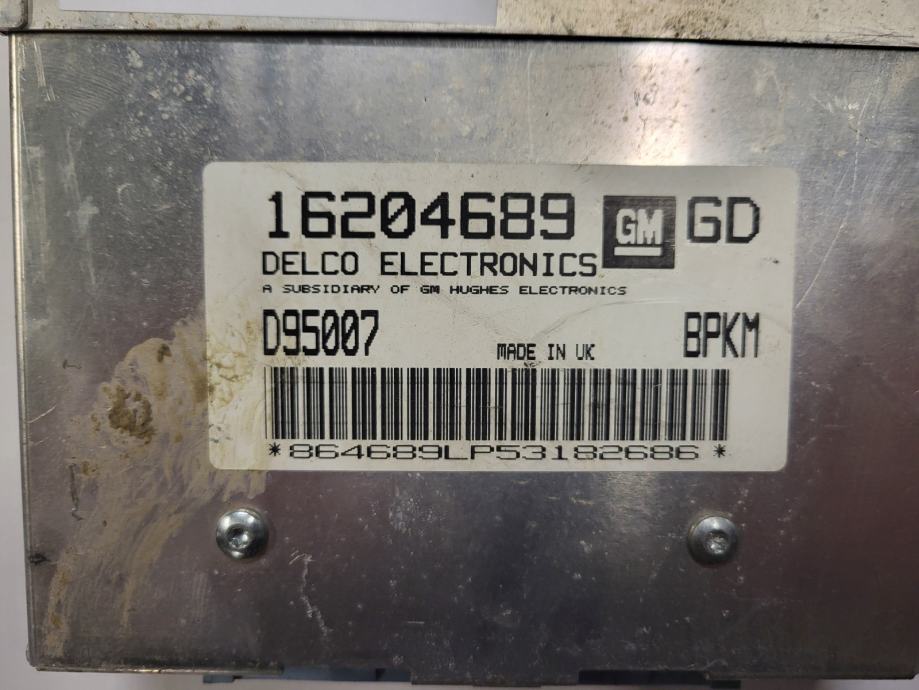 16204689 GM GD
DELCO ELECTRONICS
A SUBSIDIARY OF GM HUGHES ELECTRONICS
D95007 MADE IN UK BPKM
*864689LP53182686*